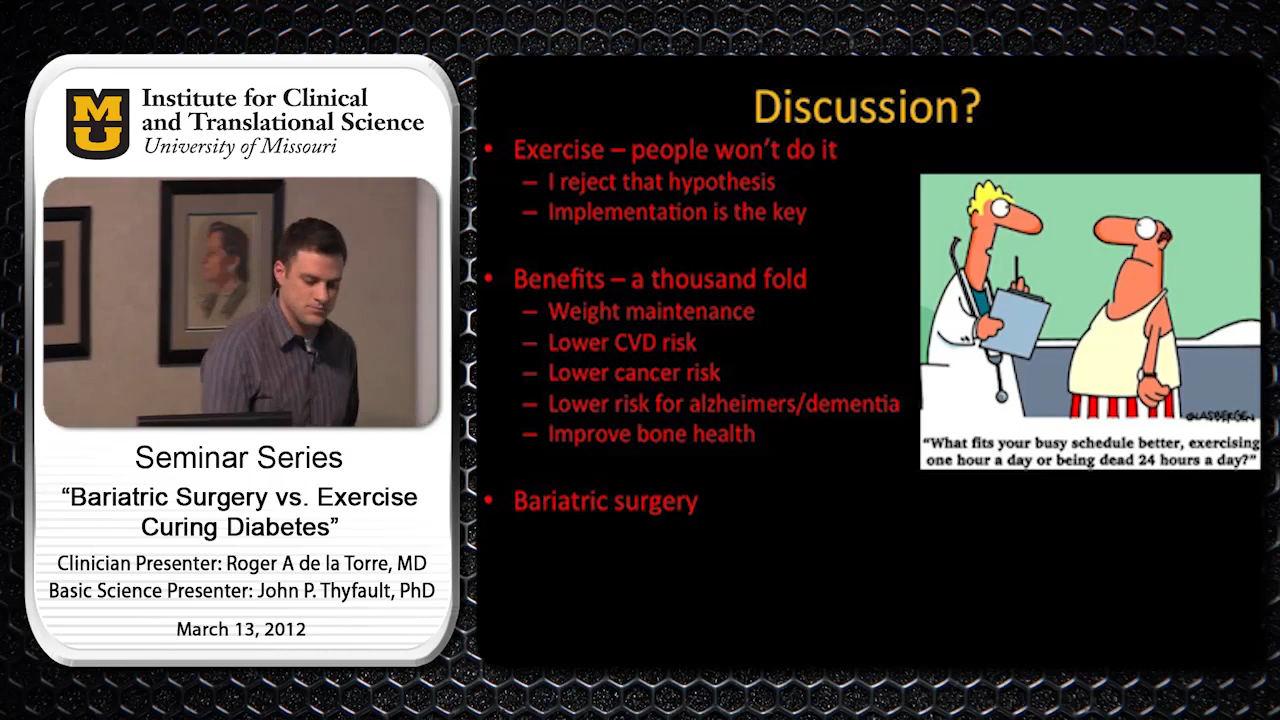 MU
Institute for Clinical
and Translational Science
University of Missouri
Seminar Series
“Bariatric Surgery vs. Exercise
Curing Diabetes”
Clinician Presenter: Roger A de la Torre, MD
Basic Science Presenter: John P. Thyfault, PhD
March 13, 2012
Discussion?
• Exercise – people won’t do it
– I reject that hypothesis
– Implementation is the key
• Benefits – a thousand fold
– Weight maintenance
– Lower CVD risk
– Lower cancer risk
– Lower risk for alzheimers/dementia
– Improve bone health
• Bariatric surgery
GLASBERGEN
“What fits your busy schedule better, exercising
one hour a day or being dead 24 hours a day?”